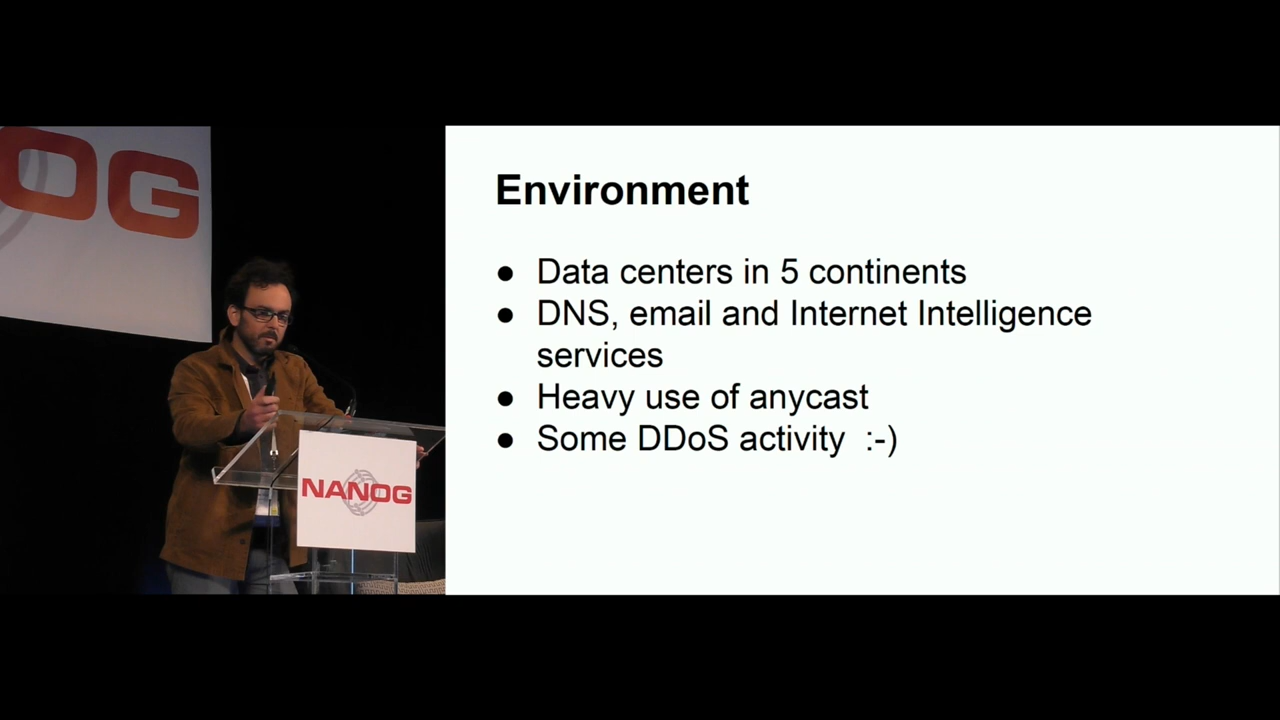 OG
NANOG
Environment
● Data centers in 5 continents
● DNS, email and Internet Intelligence
services
● Heavy use of anycast
● Some DDoS activity :-)